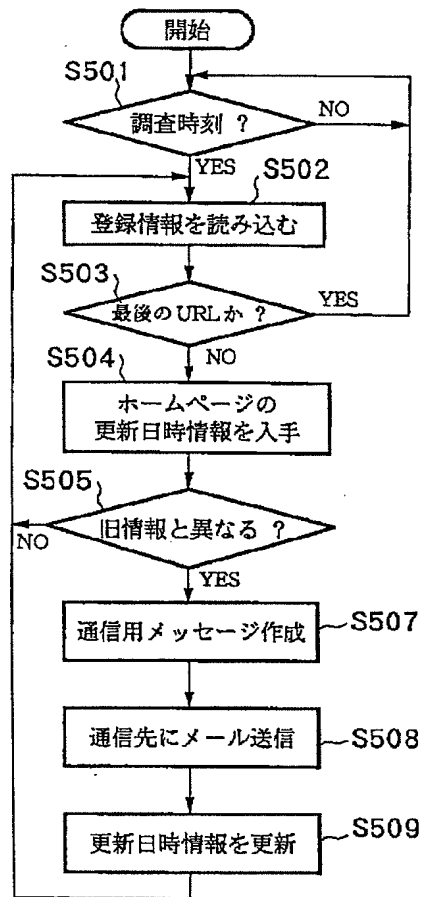 開始
S501
調査時刻 ?
NO
YES
S502
登録情報を読み込む
S503
最後のURLか ?
YES
NO
S504
ホームページの
更新日時情報を入手
S505
旧情報と異なる ?
NO
YES
通信用メッセージ作成
S507
通信先にメール送信
S508
更新日時情報を更新
S509